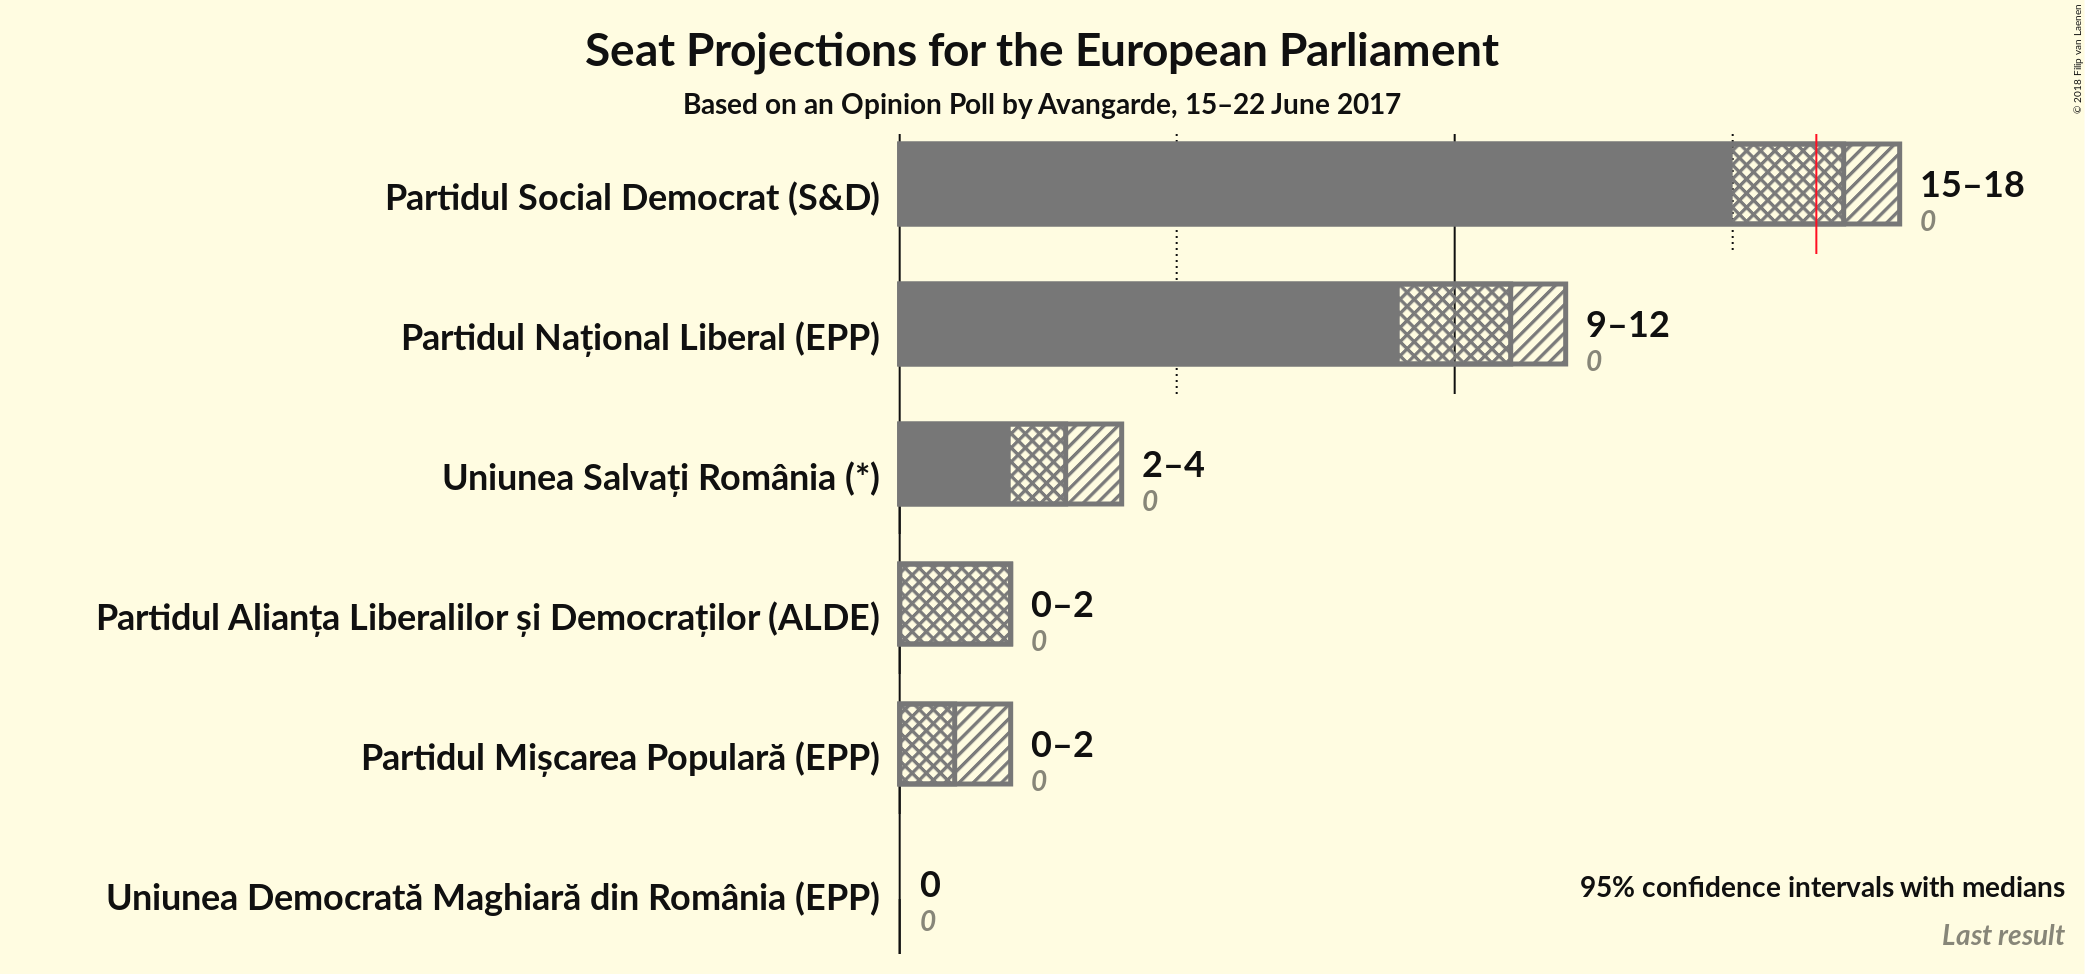 Seat Projections for the European Parliament
Based on an Opinion Poll by Avangarde, 15–22 June 2017
© 2018 Filip van Laenen
Partidul Social Democrat (S&D)
15–18
0
Partidul Național Liberal (EPP)
9–12
0
Uniunea Salvați România (*)
2–4
0
Partidul Alianța Liberalilor și Democraților (ALDE)
0–2
0
Partidul Mișcarea Populară (EPP)
0–2
0
Uniunea Democrată Maghiară din România (EPP)
0
0
95% confidence intervals with medians
Last result